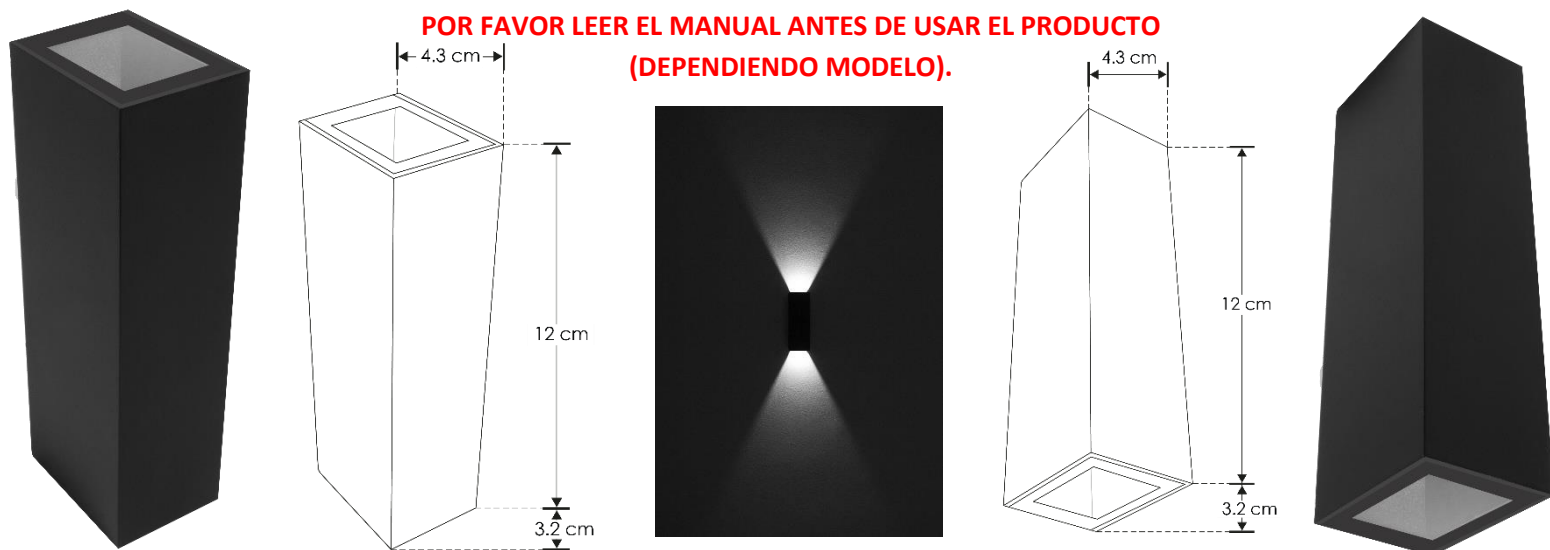 POR FAVOR LEER EL MANUAL ANTES DE USAR EL PRODUCTO
(DEPENDIENDO MODELO).
4.3 cm
12 cm
3.2 cm
4.3 cm
12 cm
3.2 cm